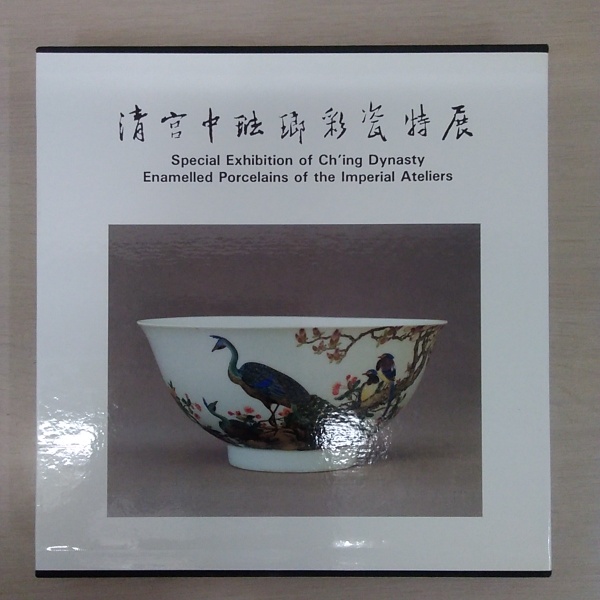 清宮中琺瑯彩瓷特展
Special Exhibition of Ch'ing Dynasty
Enamelled Porcelains of the Imperial Ateliers